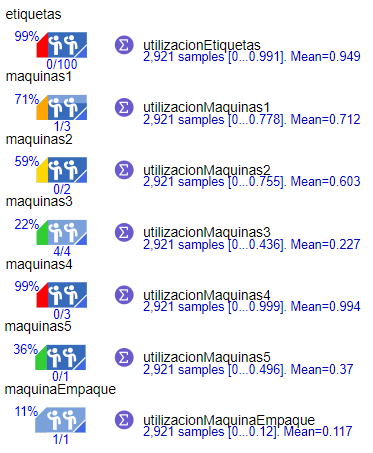 etiquetas
99%
0/100
utilizacionEtiquetas
2,921 samples [0...0.991]. Mean=0.949
maquinas1
71%
1/3
utilizacionMaquinas1
2,921 samples [0...0.778]. Mean=0.712
maquinas2
59%
0/2
utilizacionMaquinas2
2,921 samples [0...0.755]. Mean=0.603
maquinas3
22%
4/4
utilizacionMaquinas3
2,921 samples [0...0.436]. Mean=0.227
maquinas4
99%
0/3
utilizacionMaquinas4
2,921 samples [0...0.999]. Mean=0.994
maquinas5
36%
0/1
utilizacionMaquinas5
2,921 samples [0...0.496]. Mean=0.37
maquinaEmpaque
11%
1/1
utilizacionMaquinaEmpaque
2,921 samples [0...0.12]. Mean=0.117